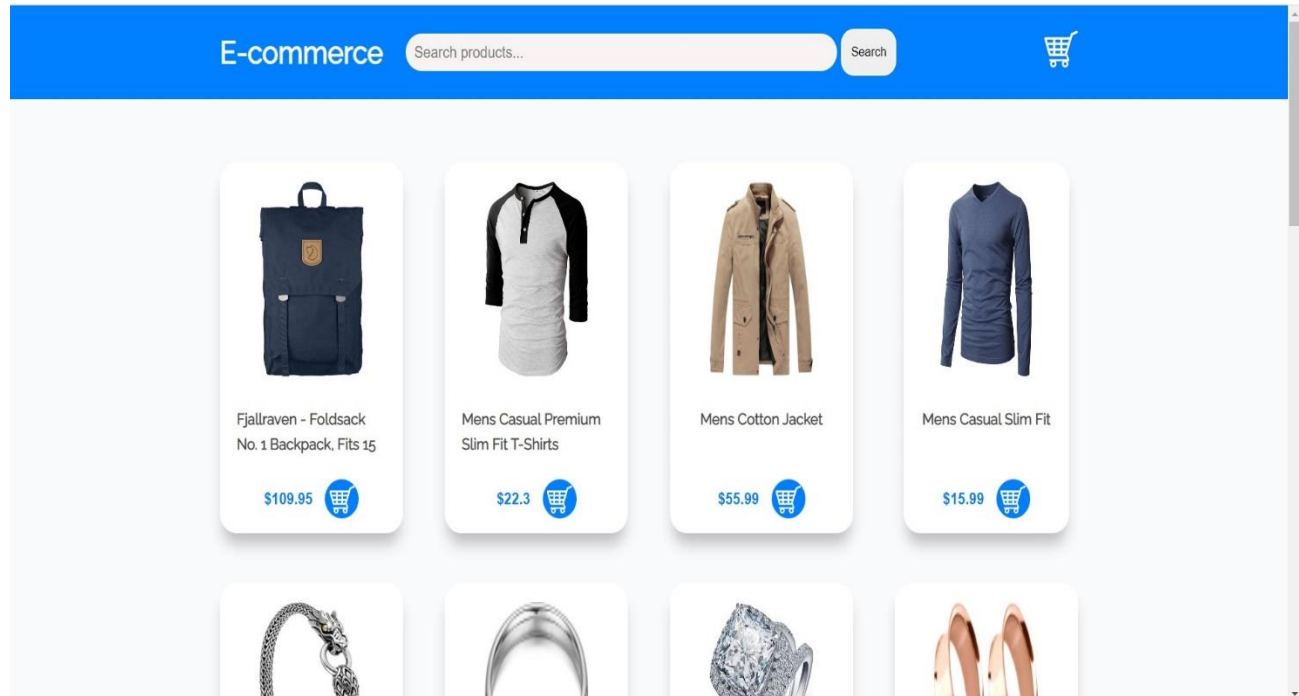 E-commerce
Search products...
Search
Fjallraven - Foldsack
No. 1 Backpack, Fits 15
$109.95
Mens Casual Premium
Slim Fit T-Shirts
$22.3
Mens Cotton Jacket
$55.99
Mens Casual Slim Fit
$15.99